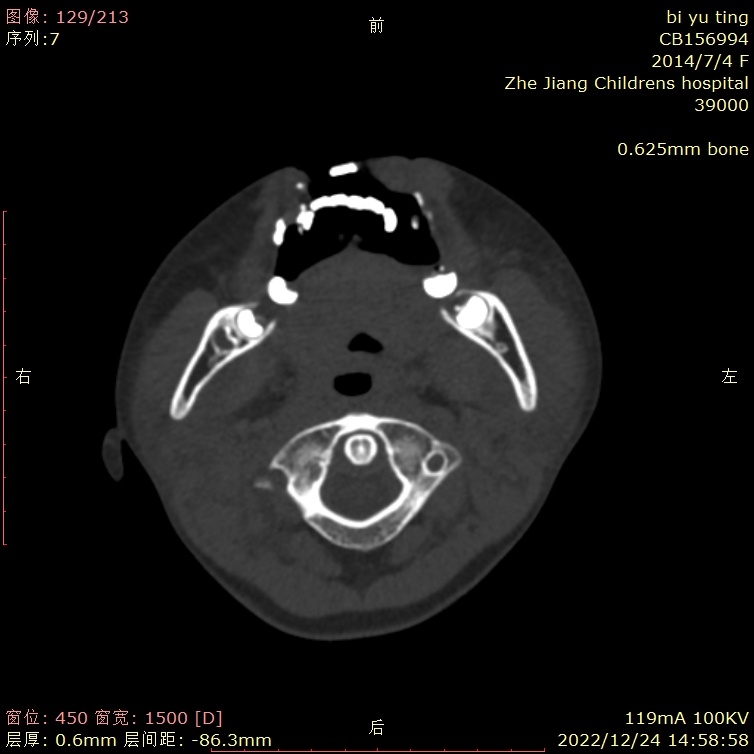 图像: 129/213
序列:7
前
bi yu ting
CB156994
2014/7/4 F
Zhe Jiang Childrens hospital
39000
0.625mm bone
右
左
窗位: 450 窗宽: 1500 [D]
层厚: 0.6mm 层间距: -86.3mm
后
119mA 100KV
2022/12/24 14:58:58